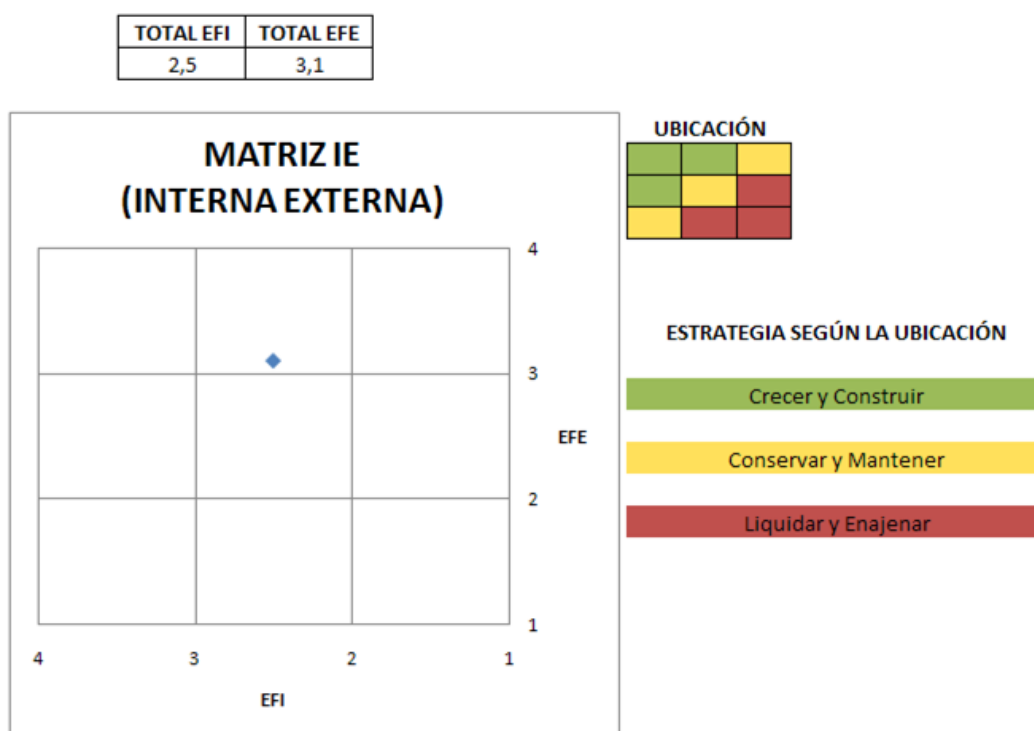 TOTAL EFI TOTAL EFE
2,5 3,1
MATRIZ IE
(INTERNA EXTERNA)
UBICACIÓN
4
3
EFE
2
1
4 3 2 1
EFI
ESTRATEGIA SEGÚN LA UBICACIÓN
Crecer y Construir
Conservar y Mantener
Liquidar y Enajenar